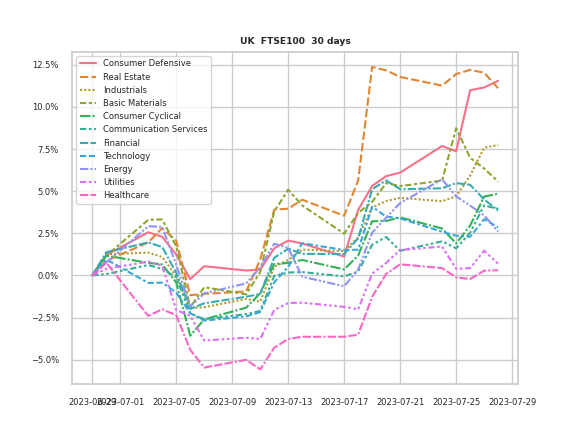 UK FTSE100 30 days
12.5%
10.0%
7.5%
5.0%
2.5%
0.0%
−2.5%
−5.0%
Consumer Defensive
Real Estate
Industrials
Basic Materials
Consumer Cyclical
Communication Services
Financial
Technology
Energy
Utilities
Healthcare
2023-07-01 2023-07-05 2023-07-09 2023-07-13 2023-07-17 2023-07-21 2023-07-25 2023-07-29